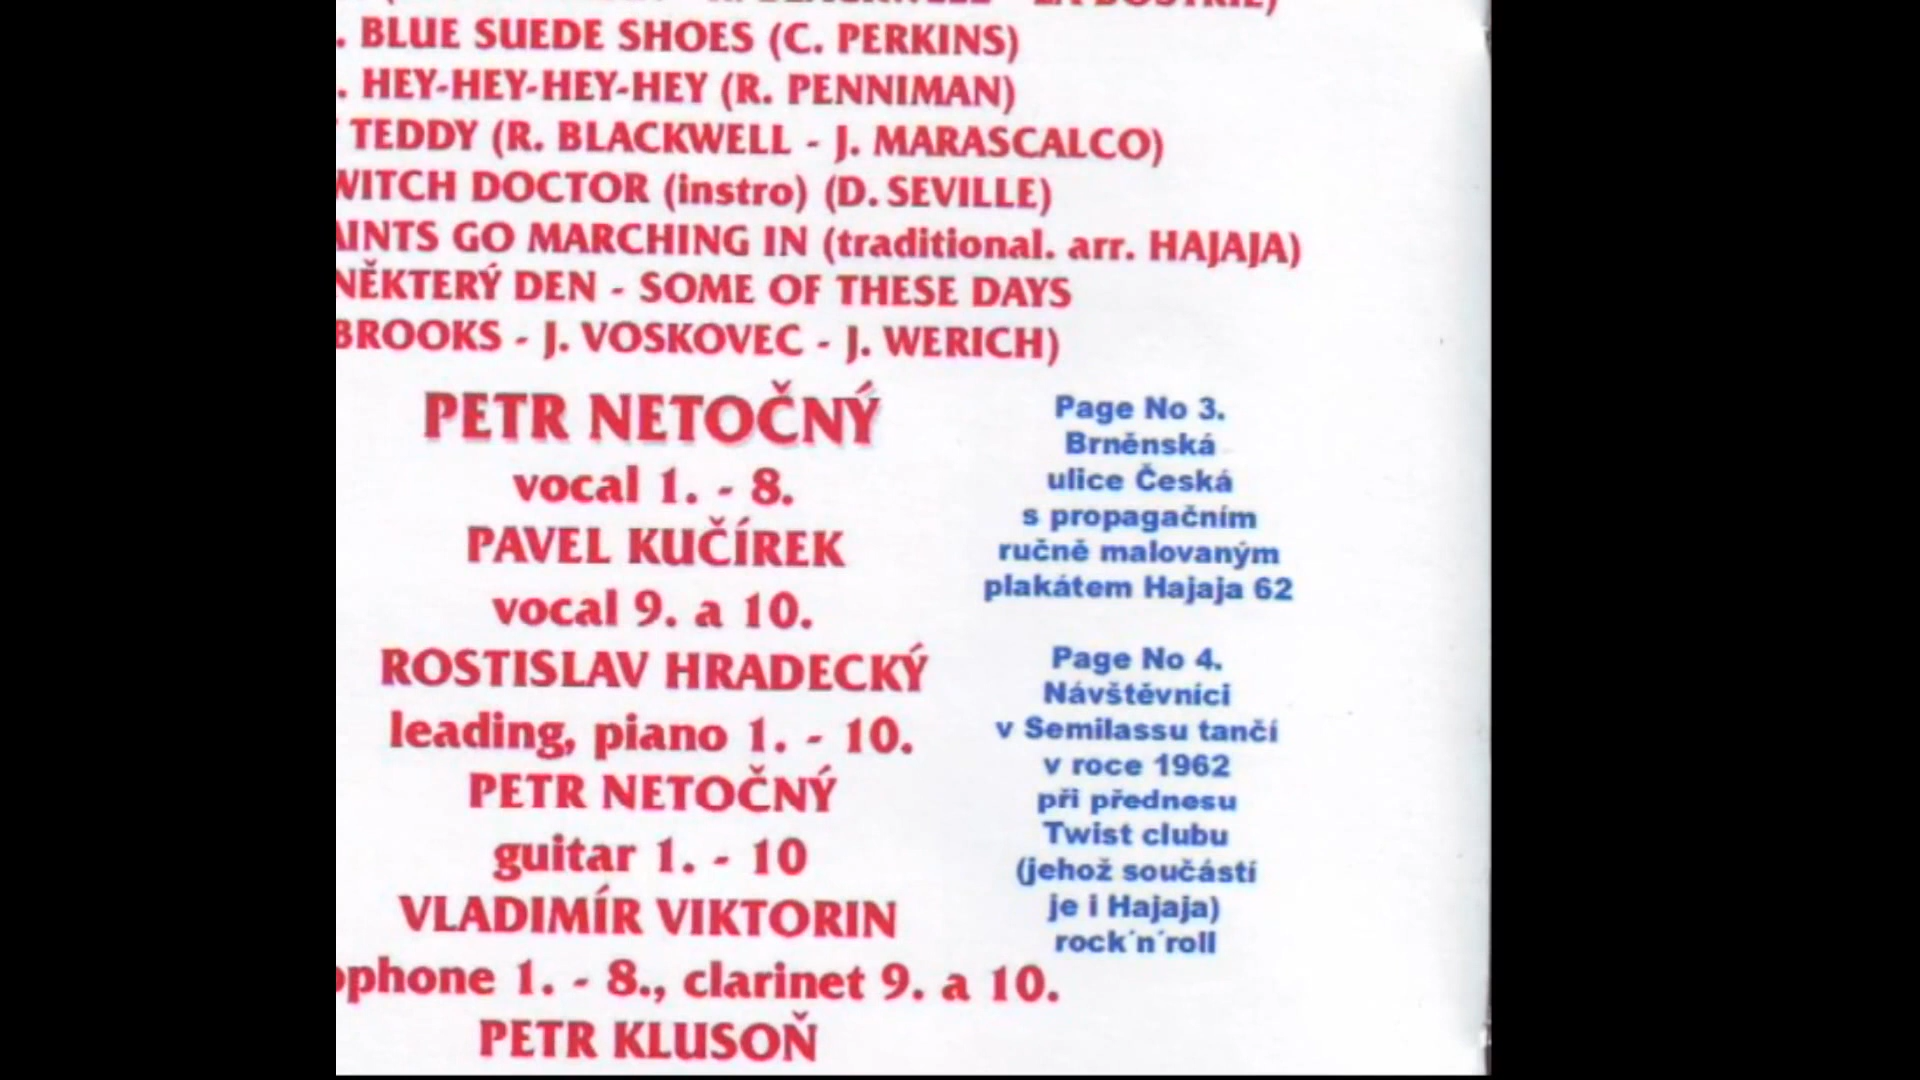 . BLUE SUEDE SHOES (C. PERKINS)
. HEY-HEY-HEY-HEY (R. PENNIMAN)
TEDDY (R. BLACKWELL - J. MARASCALCO)
WITCH DOCTOR (instro) (D. SEVILLE)
AINTS GO MARCHING IN (traditional. arr. HAJAJA)
NĚKTERÝ DEN - SOME OF THESE DAYS
BROOKS - J. VOSKOVEC - J. WERICH)
PETR NETOČNÝ
vocal 1. - 8.
PAVEL KUČÍREK
vocal 9. a 10.
ROSTISLAV HRADECKÝ
leading, piano 1. - 10.
PETR NETOČNÝ
guitar 1. - 10
VLADIMÍR VIKTORIN
ophone 1. - 8., clarinet 9. a 10.
PETR KLUSOŇ
Page No 3.
Brněnská
ulice Česká
s propagačním
ručně malovaným
plakátem Hajaja 62
Page No 4.
Návštěvníci
v Semilassu tančí
v roce 1962
při přednesu
Twist clubu
(jehož součástí
je i Hajaja)
rock´n´roll